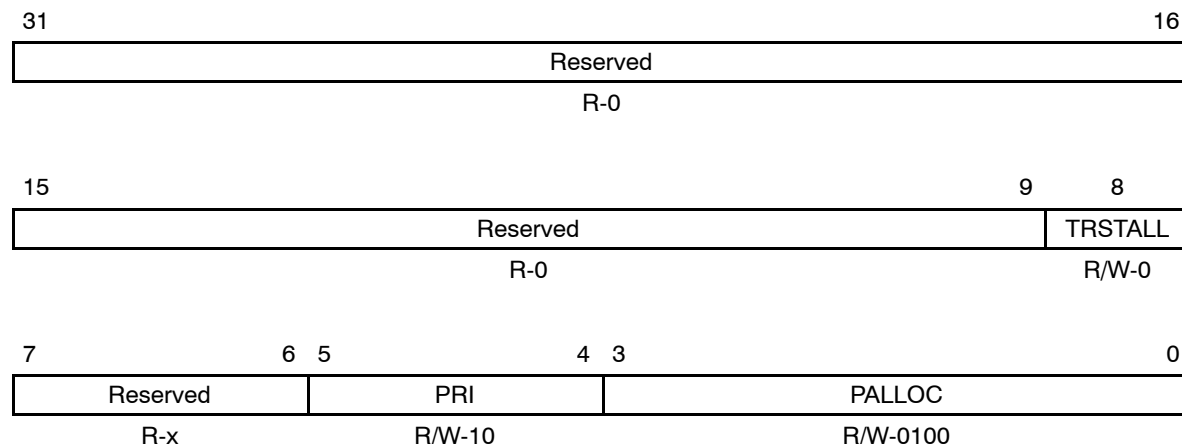 31 16
Reserved
R-0
15 9 8
Reserved TRSTALL
R-0 R/W-0
7 6 5 4 3 0
Reserved PRI PALLOC
R-x R/W-10 R/W-0100